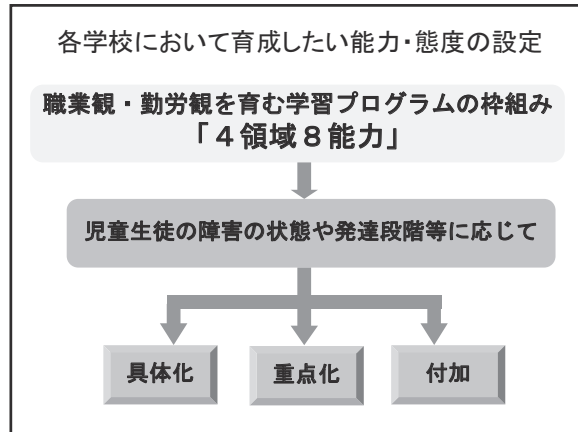 各学校において育成したい能力・態度の設定
職業観・勤労観を育む学習プログラムの枠組み
「４領域８能力」
児童生徒の障害の状態や発達段階等に応じて
具体化
重点化
付加